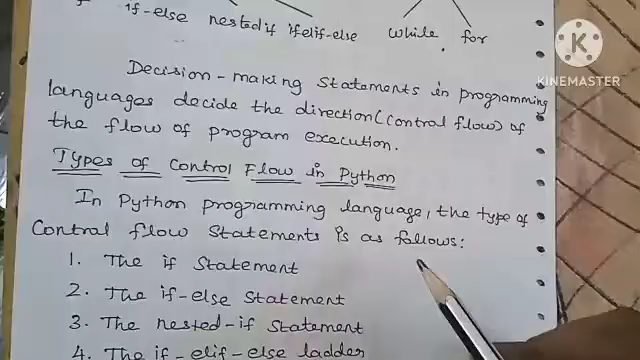 if-else nested if ifelif-else while for
KINEMASTER
Decision-making statements in programming
languages decide the direction (control flow) of
the flow of program execution.
Types of control Flow in Python
In Python programming language, the type of
control flow statements is as follows:
1. The if statement
2. The if-else statement
3. The nested-if statement
4. The if-elif-else ladder